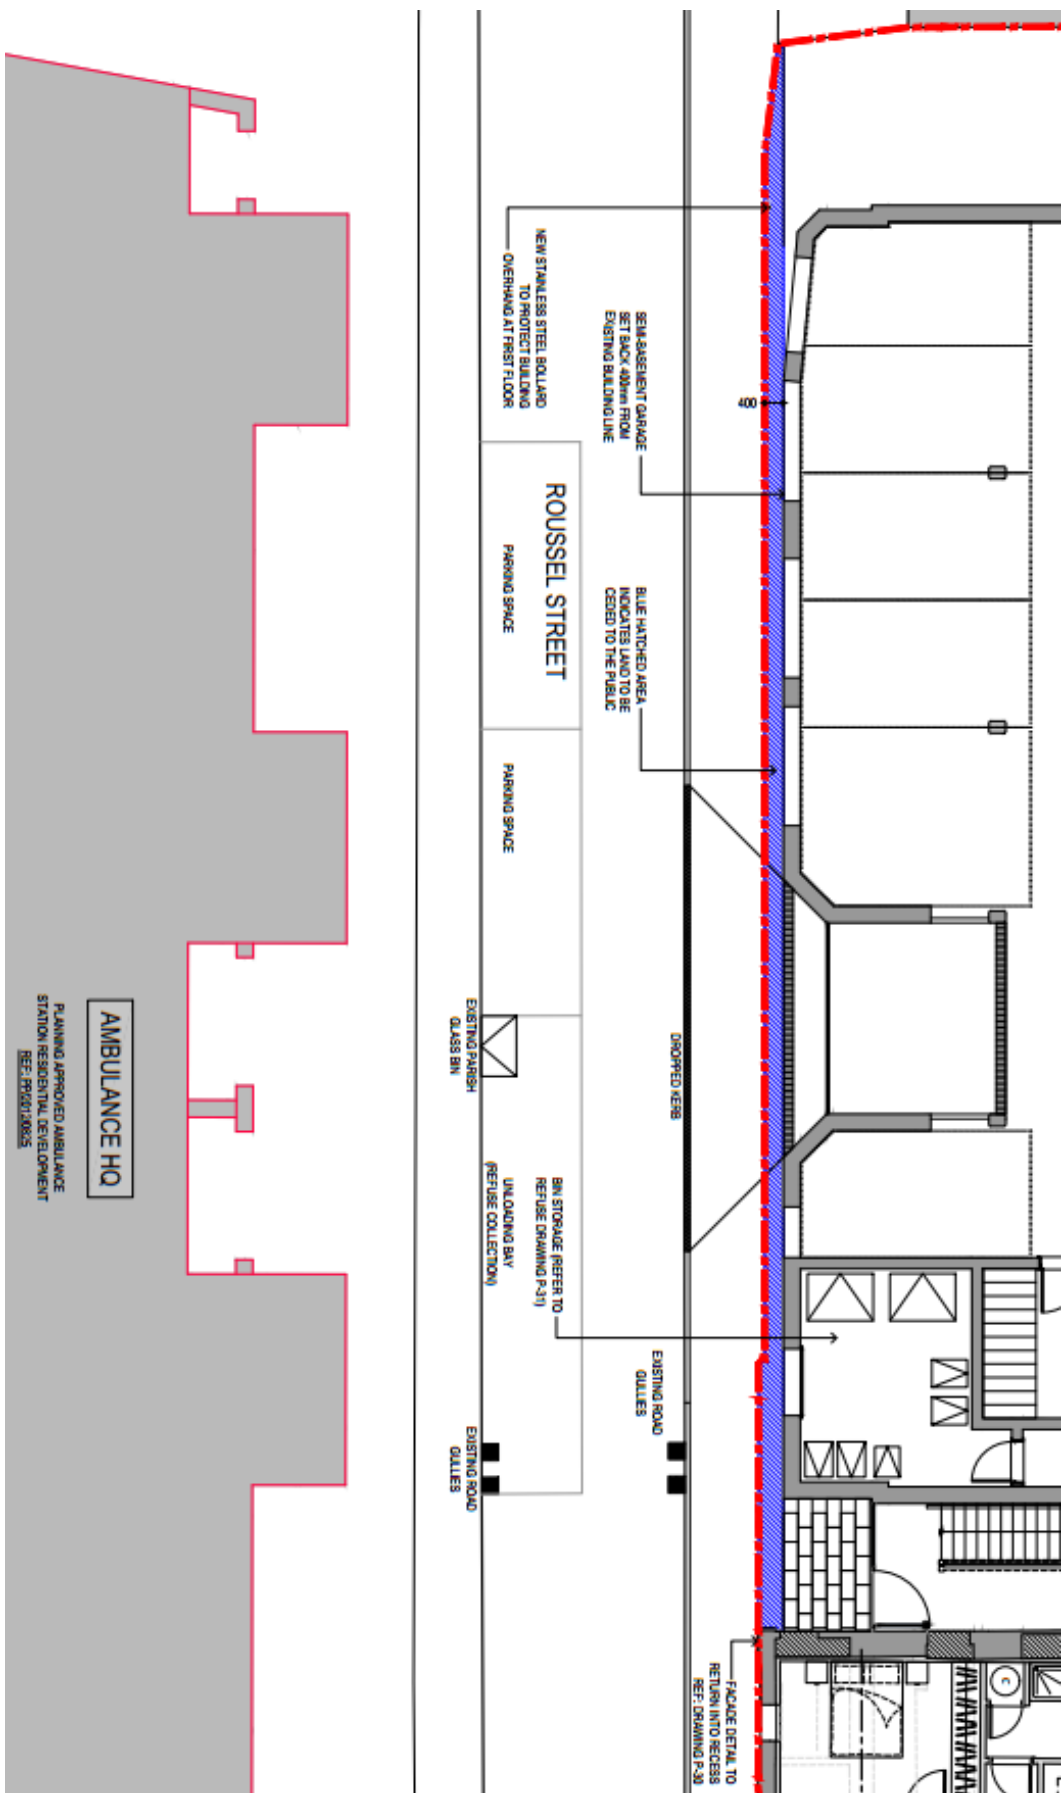 NEW STAINLESS STEEL BOLLARD
TO PROTECT BUILDING
OVERHANG AT FIRST FLOOR
SEMI-BASEMENT GARAGE
SET BACK 400mm FROM
EXISTING BUILDING LINE
400
ROUSSEL STREET
PARKING SPACE
BLUE HATCHED AREA
INDICATES LAND TO BE
CEDED TO THE PUBLIC
PARKING SPACE
EXISTING PARISH
GLASS BIN
DROPPED KERB
AMBULANCE HQ
PLANNING APPROVED AMBULANCE
STATION RESIDENTIAL DEVELOPMENT
REF: PP/2012/0825
BIN STORAGE (REFER TO
REFUSE DRAWING P-31)
UNLOADING BAY
(REFUSE COLLECTION)
EXISTING ROAD
GULLIES
EXISTING ROAD
GULLIES
FACADE DETAIL TO
RETURN INTO RECESS
REF: DRAWING P-30
C